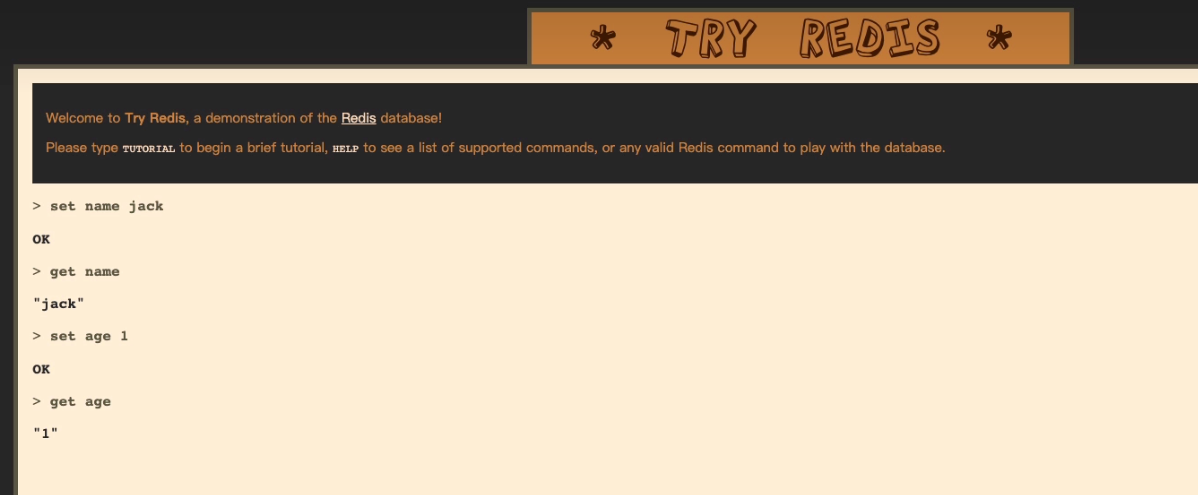 * TRY REDIS *
Welcome to Try Redis, a demonstration of the Redis database!
Please type TUTORIAL to begin a brief tutorial, HELP to see a list of supported commands, or any valid Redis command to play with the database.
> set name jack
OK
> get name
"jack"
> set age 1
OK
> get age
"1"